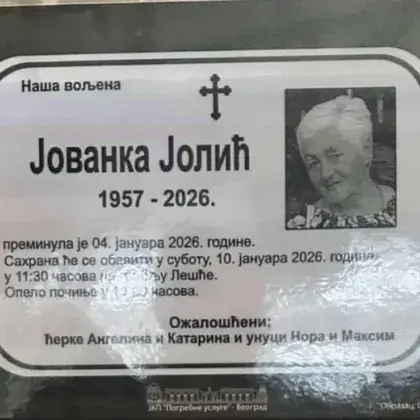 Наша вољена
Јованка Јолић
1957 - 2026.
преминула је 04. јануара 2026. године.
Сахрана ће се обавити у суботу, 10. јануара 2026. године
у 11:30 часова Лешће.
Опело почиње у часова.
Ожалошћени:
ћерке Ангелина и Катарина и унуци Нора и Максим
ЈКП "Погребне услуге" - Београд